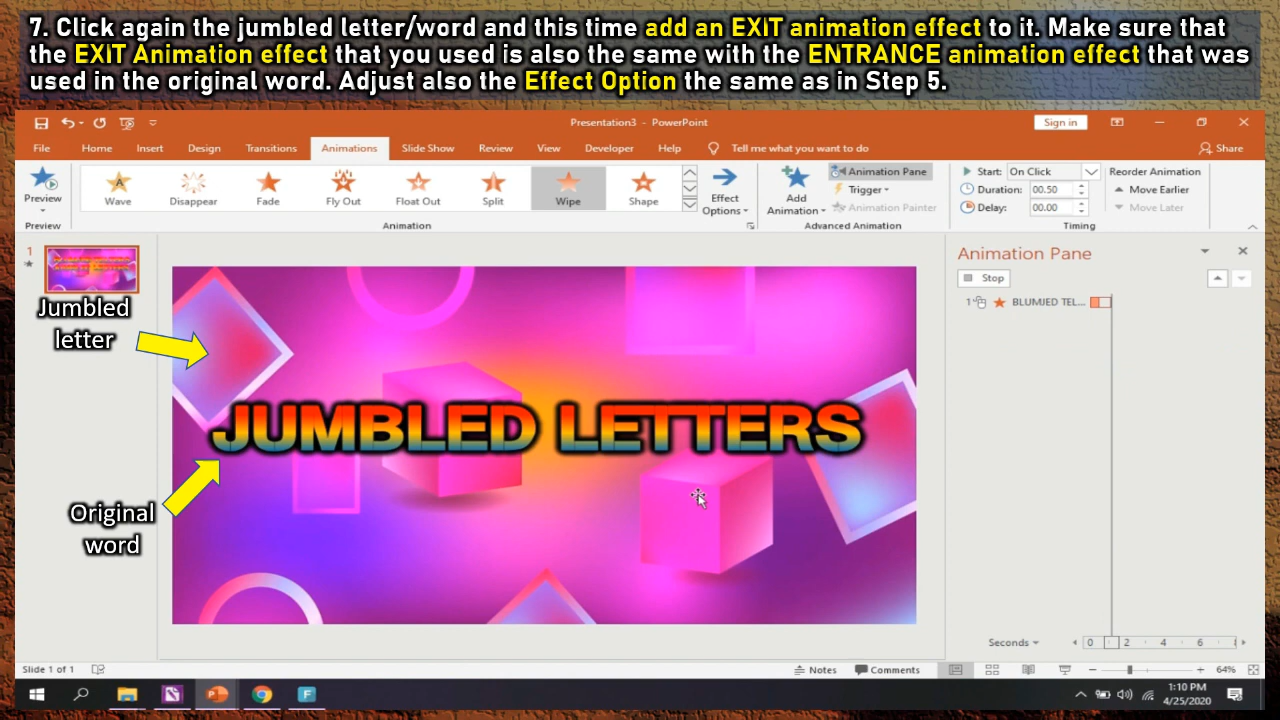 7. Click again the jumbled letter/word and this time add an EXIT animation effect to it. Make sure that
the EXIT Animation effect that you used is also the same with the ENTRANCE animation effect that was
used in the original word. Adjust also the Effect Option the same as in Step 5.
Presentation3 - PowerPoint
Sign in
File Home Insert Design Transitions Animations Slide Show Review View Developer Help Tell me what you want to do Share
Preview
Wave Disappear Fade Fly Out Float Out Split Wipe Shape
Effect
Options
Add
Animation
Animation Pane
Trigger
Animation Painter
Start: On Click
Duration: 00.50
Delay: 00.00
Reorder Animation
Move Earlier
Move Later
Preview Animation Advanced Animation Timing
1
Jumbled
letter
Original
word
JUMBLED LETTERS
Animation Pane
Stop
1 BLUMJED TEL...
Seconds 0 2 4 6
Slide 1 of 1 Notes Comments 64%
1:10 PM
4/25/2020